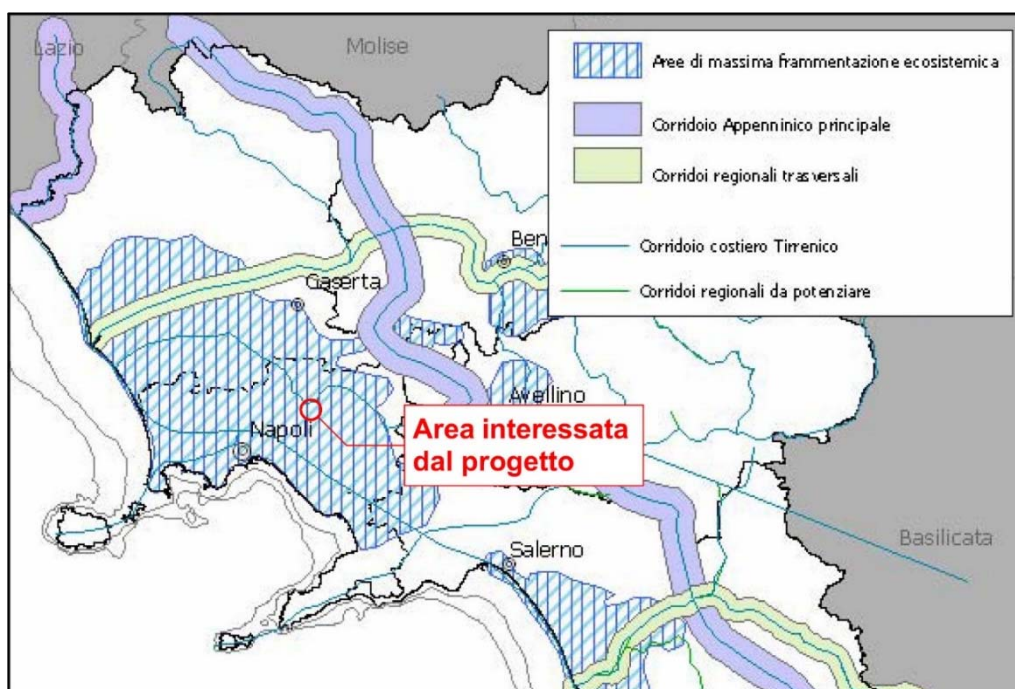 Lazio
Molise
Aree di massima frammentazione ecosistemica
Corridoio Appenninico principale
Corridoi regionali trasversali
Corridoio costiero Tirrenico
Corridoi regionali da potenziare
Ben
Caserta
Avellino
Napoli
Area interessata
dal progetto
Salerno
Basilicata